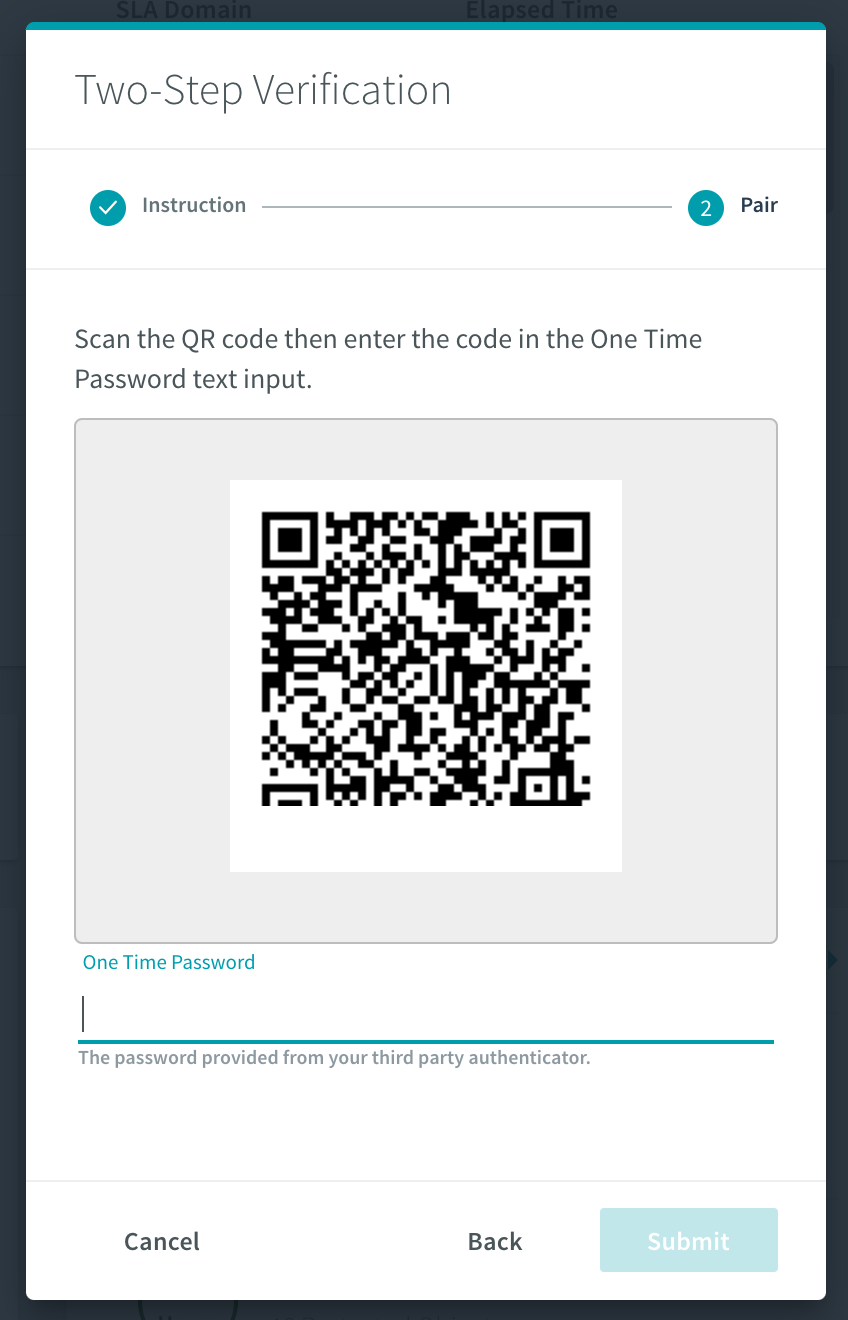 SLA Domain
Elapsed Time
Two-Step Verification
Instruction
2
Pair
Scan the QR code then enter the code in the One Time
Password text input.
One Time Password
The password provided from your third party authenticator.
Cancel
Back
Submit